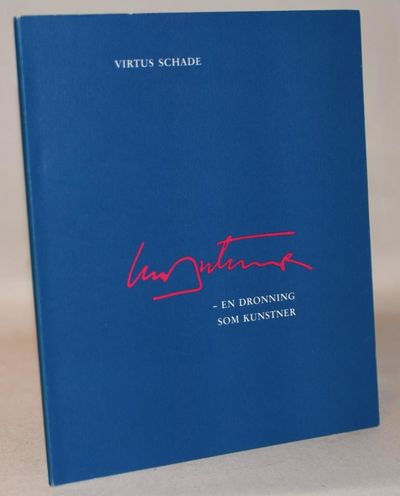 VIRTUS SCHADE
– EN DRONNING
SOM KUNSTNER